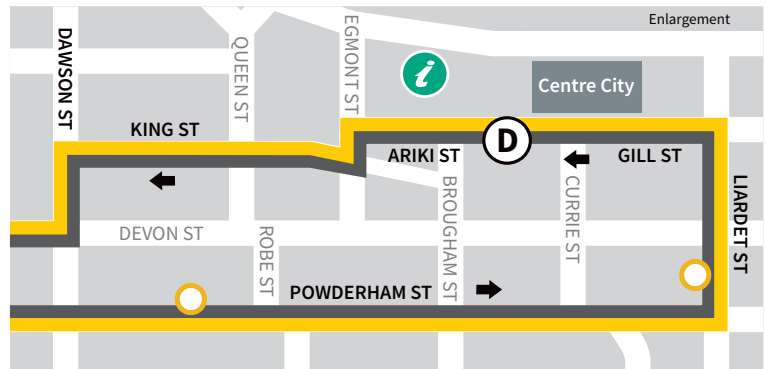 Enlargement
DAWSON ST
QUEEN ST
EGMONT ST
i
Centre City
KING ST
ARIKI ST
D
GILL ST
BROUGHAM ST
CURRIE ST
LIARDET ST
DEVON ST
ROBE ST
POWDERHAM ST